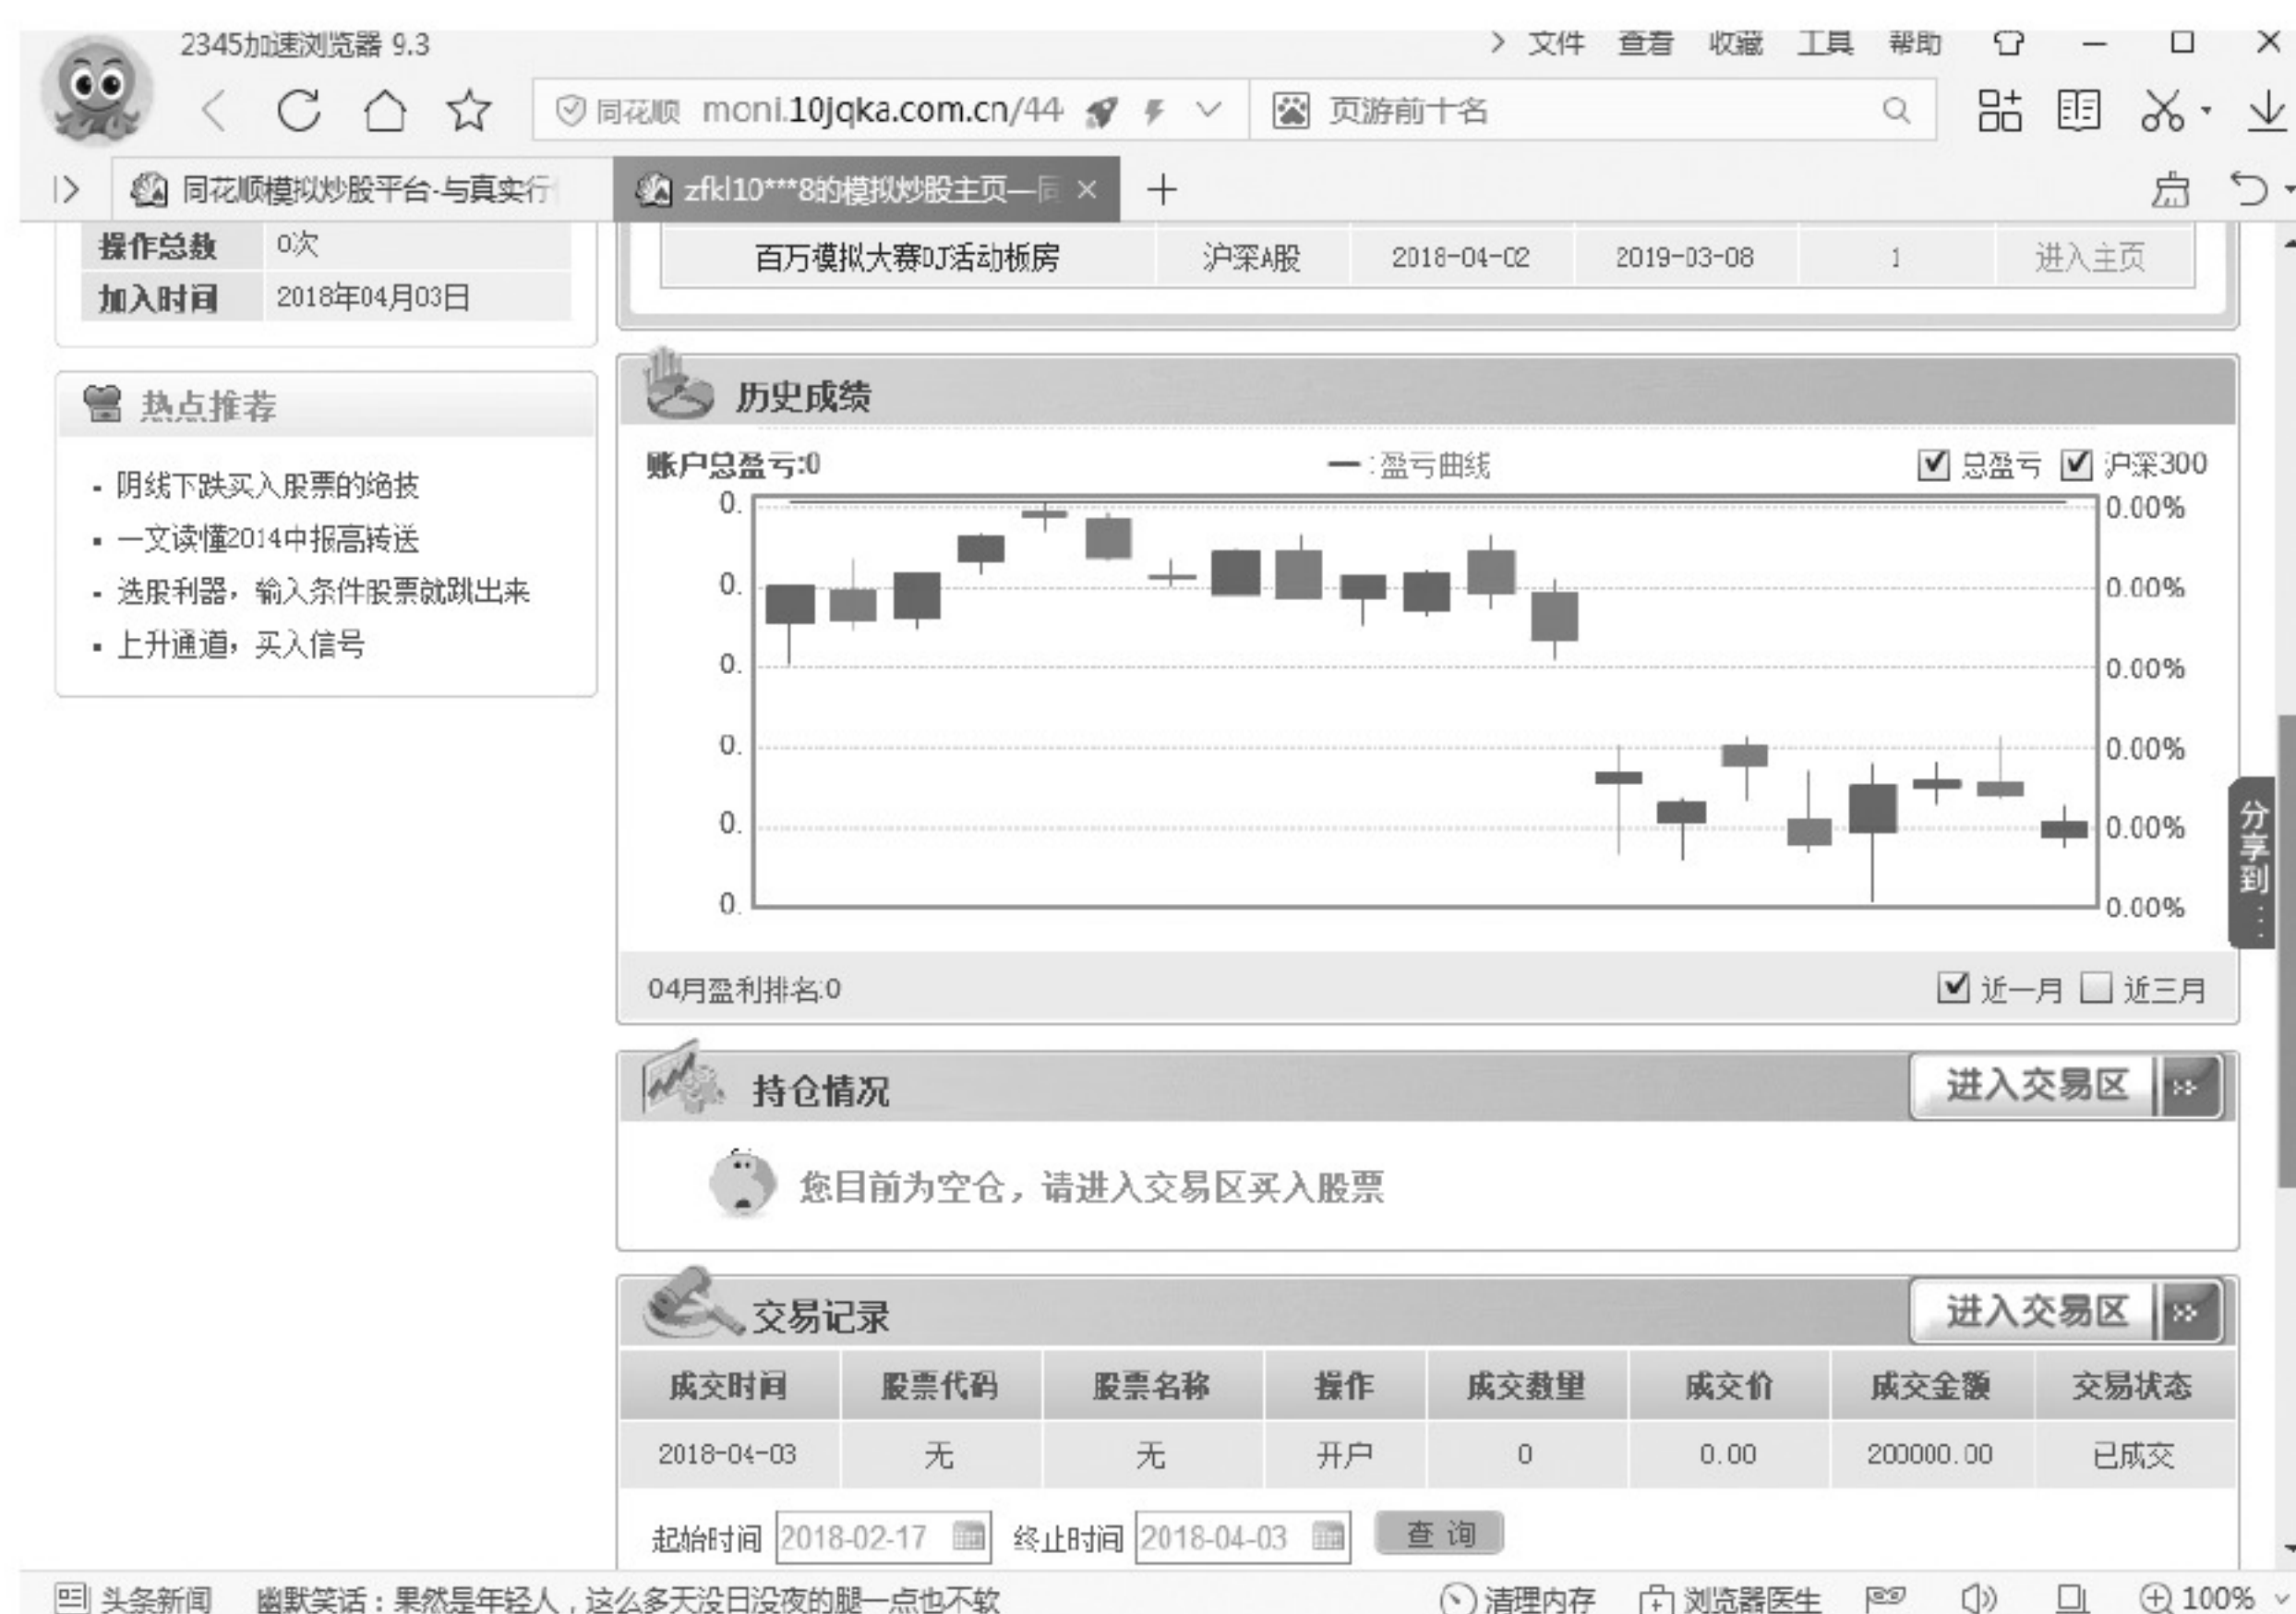 2345加速浏览器 9.3
文件 查看 收藏 工具 帮助
同花顺 moni.10jqka.com.cn/44 页游前十名
同花顺模拟炒股平台-与真实行
zfkl10***8的模拟炒股主页—同
操作总数 0次
加入时间 2018年04月03日
百万模拟大赛DJ活动板房 沪深A股 2018-04-02 2019-03-08 1 进入主页
热点推荐
阴线下跌买入股票的绝技
一文读懂2014中报高转送
选股利器，输入条件股票就跳出来
上升通道，买入信号
历史成绩
账户总盈亏:0 :盈亏曲线 总盈亏 沪深300
0. 0.00%
0. 0.00%
0. 0.00%
0. 0.00%
0. 0.00%
0. 0.00%
04月盈利排名:0 近一月 近三月
分享到...
持仓情况 进入交易区
您目前为空仓，请进入交易区买入股票
交易记录 进入交易区
成交时间 股票代码 股票名称 操作 成交数量 成交价 成交金额 交易状态
2018-04-03 无 无 开户 0 0.00 200000.00 已成交
起始时间 2018-02-17 终止时间 2018-04-03 查 询
头条新闻 幽默笑话：果然是年轻人，这么多天没日没夜的腿一点也不软 清理内存 浏览器医生 100%